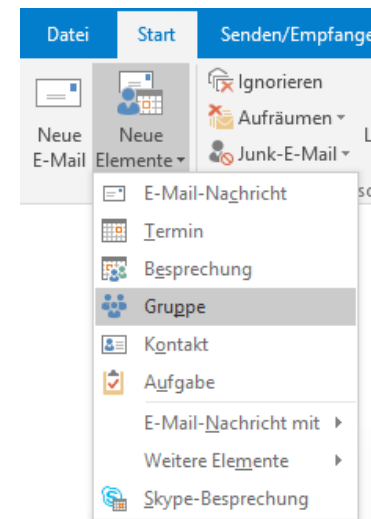 Datei Start Senden/Empfange
Ignorieren
Aufräumen
Junk-E-Mail
Neue
E-Mail
Neue
Elemente
L
E-Mail-Nachricht
Termin
Besprechung
Gruppe
Kontakt
Aufgabe
E-Mail-Nachricht mit
Weitere Elemente
Skype-Besprechung